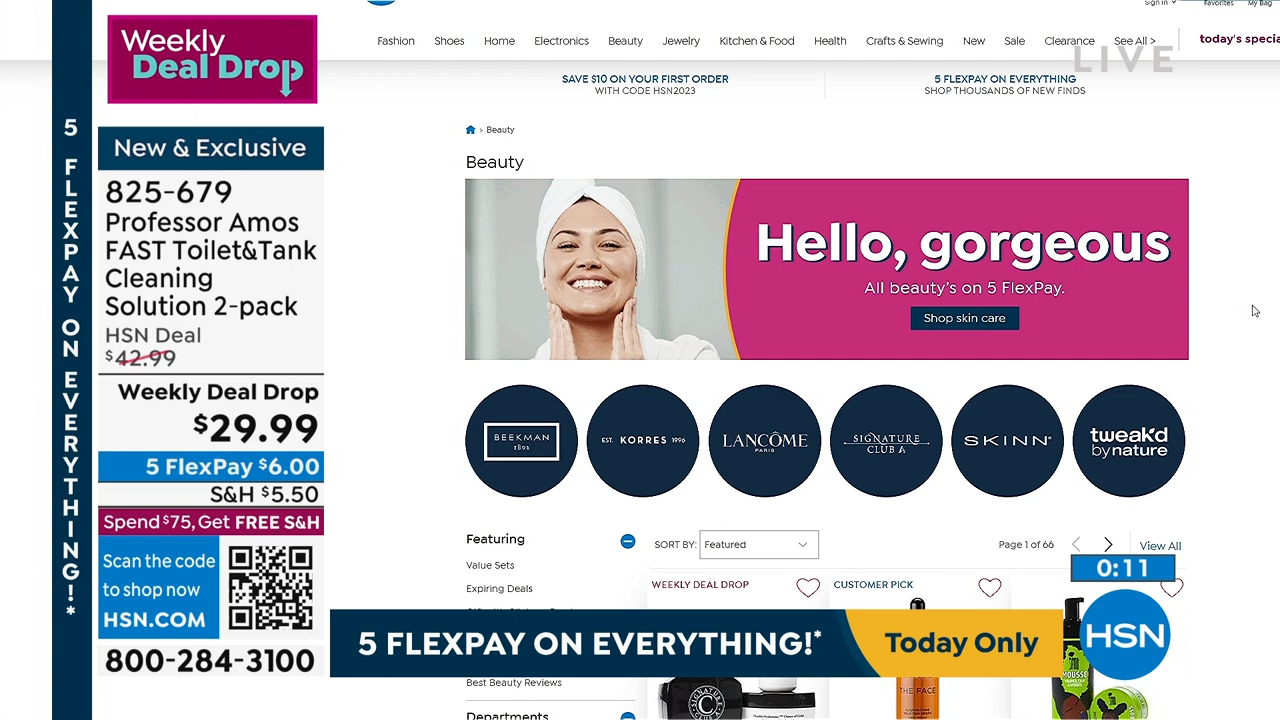 5 FLEXPAY ON EVERYTHING!*
Weekly
Deal Drop
New & Exclusive
825-679
Professor Amos
FAST Toilet&Tank
Cleaning
Solution 2-pack
HSN Deal
$42.99
Weekly Deal Drop
$29.99
5 FlexPay $6.00
S&H $5.50
Spend $75, Get FREE S&H
Scan the code
to shop now
HSN.COM
800-284-3100
Sign In Favorites My Bag
Fashion Shoes Home Electronics Beauty Jewelry Kitchen & Food Health Crafts & Sewing New Sale Clearance See All > today's specia
LIVE
SAVE $10 ON YOUR FIRST ORDER
WITH CODE HSN2023
5 FLEXPAY ON EVERYTHING
SHOP THOUSANDS OF NEW FINDS
> Beauty
Beauty
Hello, gorgeous
All beauty's on 5 FlexPay.
Shop skin care
BEEKMAN
1802
EST. KORRES 1996
LANCÔME
PARIS
SIGNATURE
CLUB A
SKINN
tweak'd
by nature
Featuring
Value Sets
Expiring Deals
Best Beauty Reviews
Departments
SORT BY: Featured
Page 1 of 66
View All
WEEKLY DEAL DROP
CUSTOMER PICK
0:11
5 FLEXPAY ON EVERYTHING!*
Today Only
HSN
THE FACE
MOUSSE